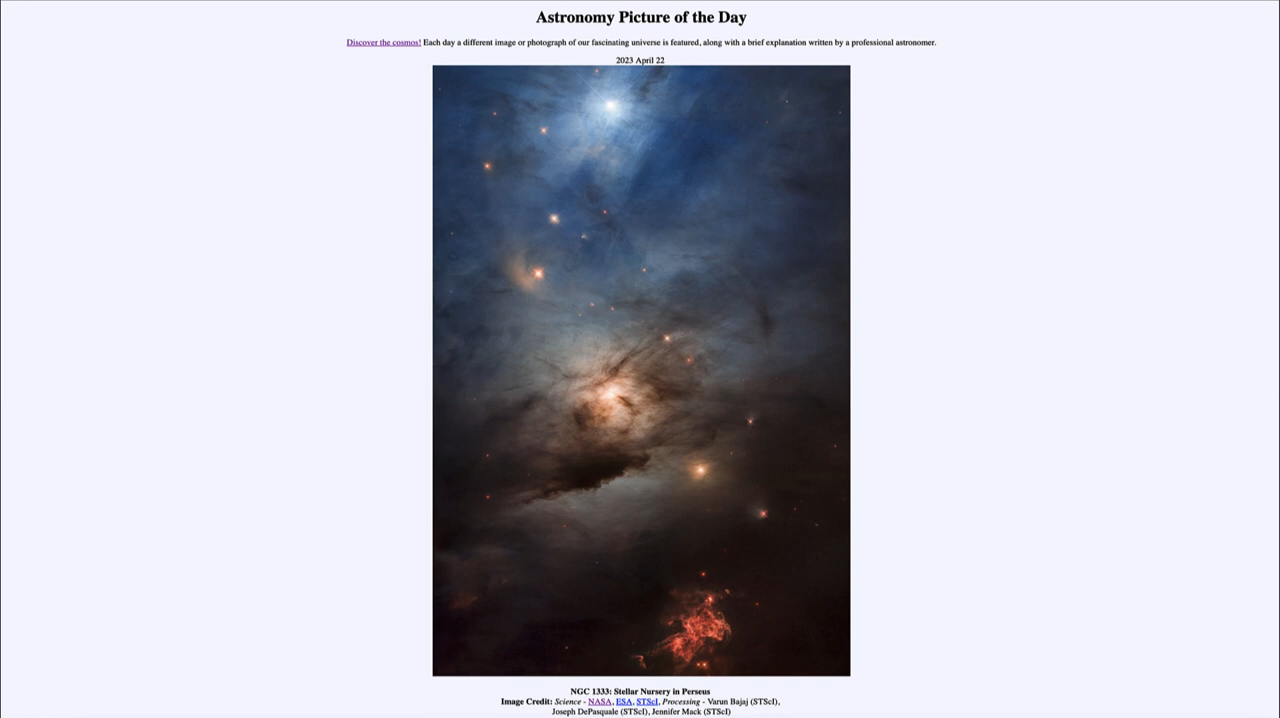 Astronomy Picture of the Day
Discover the cosmos! Each day a different image or photograph of our fascinating universe is featured, along with a brief explanation written by a professional astronomer.
2023 April 22
NGC 1333: Stellar Nursery in Perseus
Image Credit: Science - NASA, ESA, STScI, Processing - Varun Bajaj (STScI),
Joseph DePasquale (STScI), Jennifer Mack (STScI)